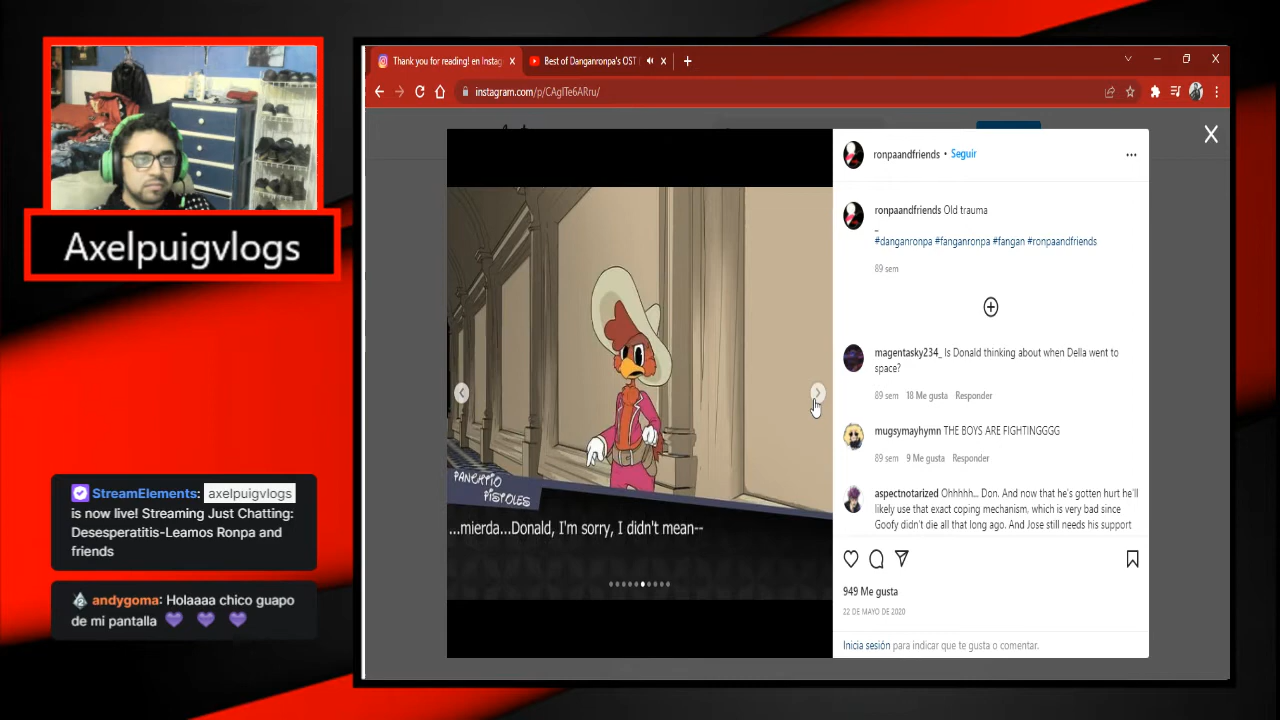 Thank you for reading! en Instag
Best of Danganronpa's OST
instagram.com/p/CAglTe6ARru/
Axelpuigvlogs
StreamElements: axelpuigvlogs
is now live! Streaming Just Chatting:
Desesperatitis-Leamos Ronpa and
friends
andygoma: Holaaaa chico guapo
de mi pantalla
PANCHITO
PISTOLES
...mierda...Donald, I'm sorry, I didn't mean--
ronpaandfriends • Seguir
ronpaandfriends Old trauma
_
#danganronpa #fanganronpa #fangan #ronpaandfriends
89 sem
magentasky234_ Is Donald thinking about when Della went to
space?
89 sem 18 Me gusta Responder
mugsymayhymn THE BOYS ARE FIGHTINGGGG
89 sem 9 Me gusta Responder
aspectnotarized Ohhhhh... Don. And now that he's gotten hurt he'll
likely use that exact coping mechanism, which is very bad since
Goofy didn't die all that long ago. And Jose still needs his support
949 Me gusta
22 DE MAYO DE 2020
Inicia sesión para indicar que te gusta o comentar.